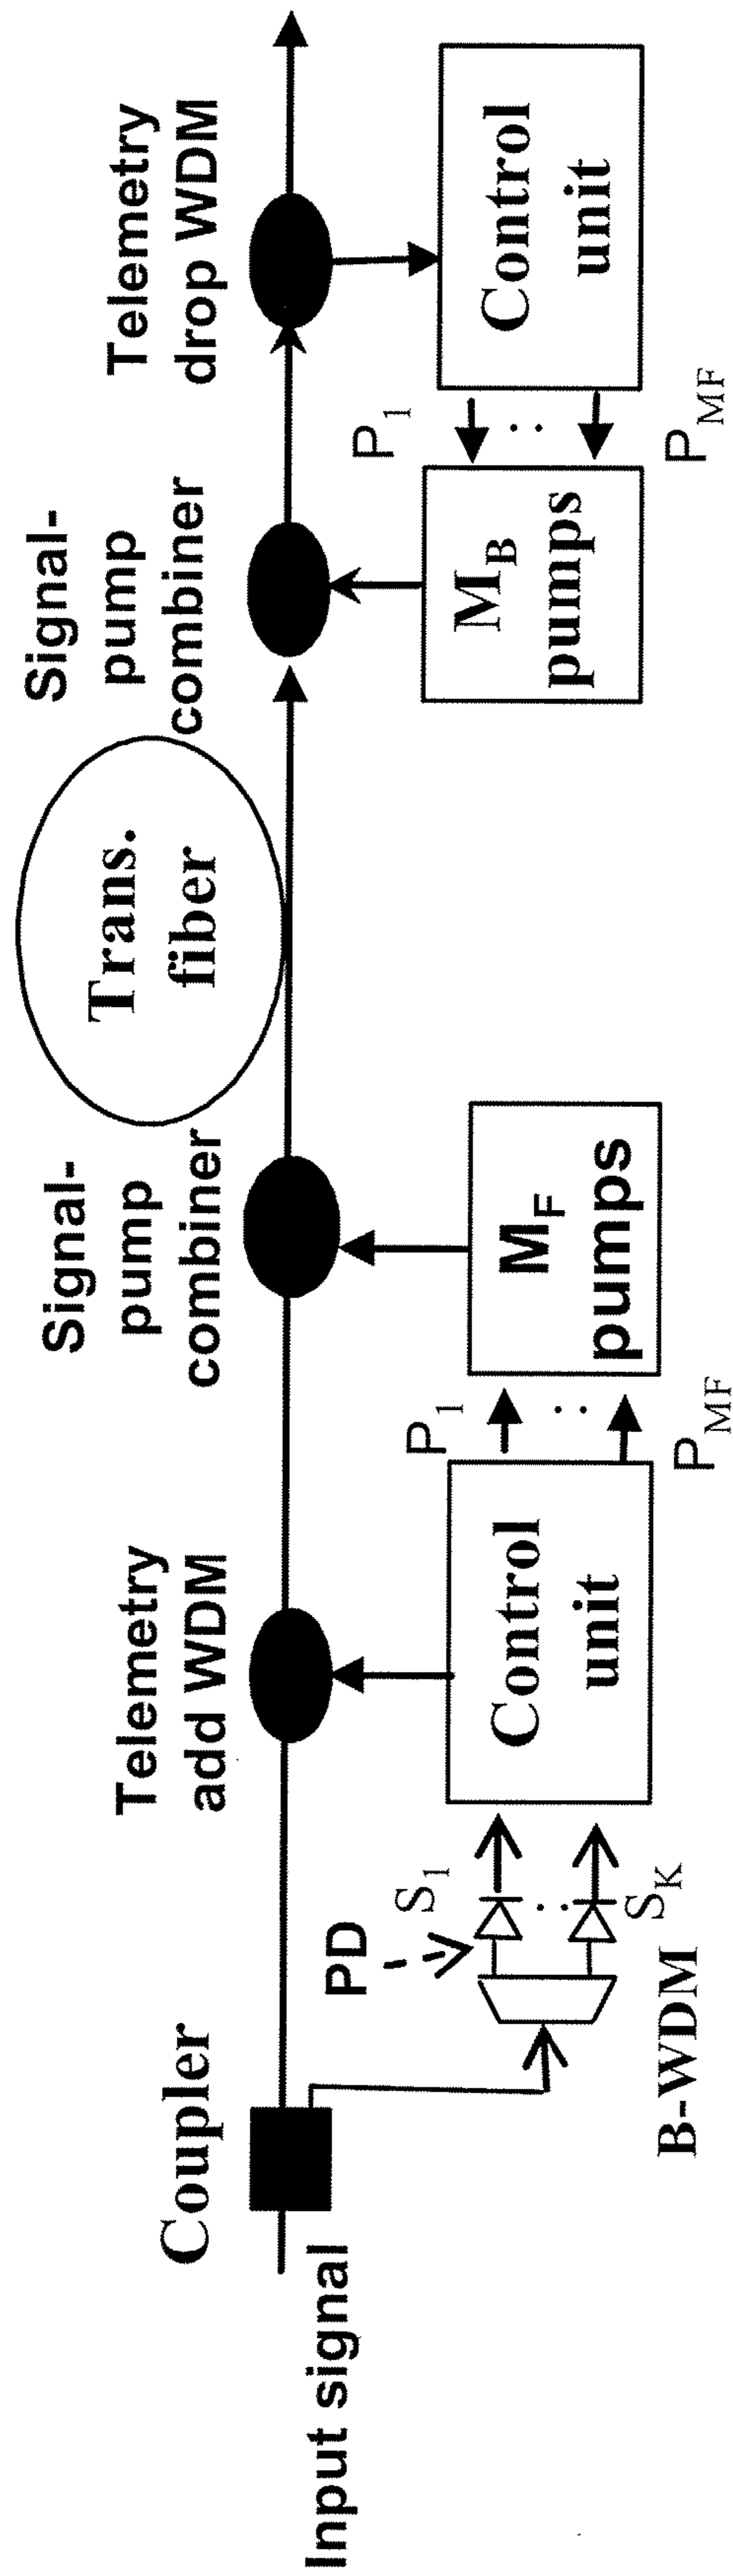 Input signal
Coupler
PD
S1
SK
B-WDM
Telemetry
add WDM
Control
unit
P1
PMF
Signal-
pump
combiner
MF
pumps
Trans.
fiber
Signal-
pump
combiner
MB
pumps
P1
PMF
Telemetry
drop WDM
Control
unit